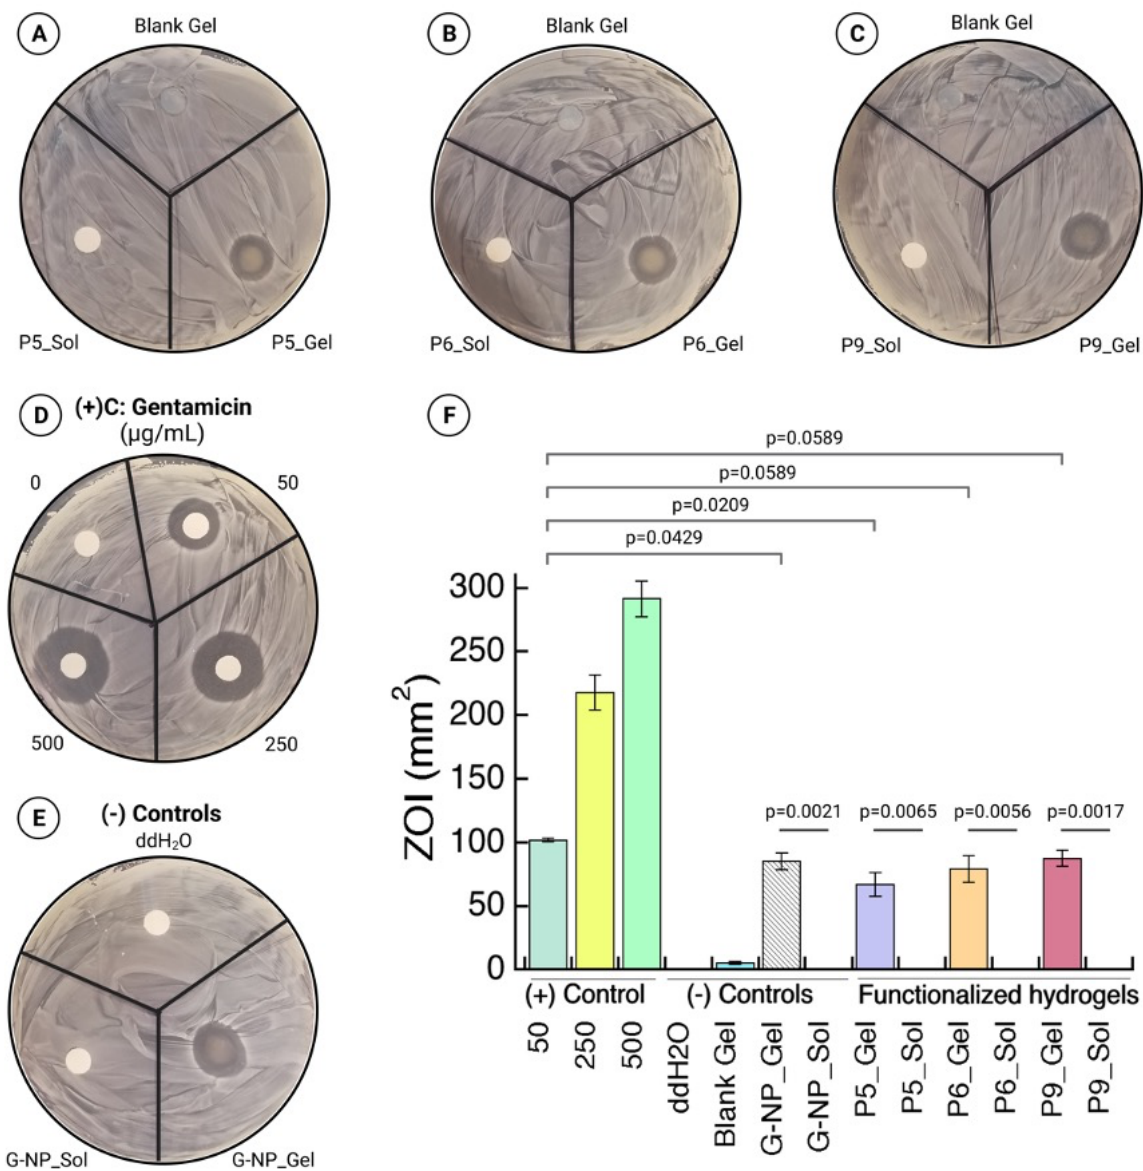 A
Blank Gel
P5_Sol
P5_Gel
B
Blank Gel
P6_Sol
P6_Gel
C
Blank Gel
P9_Sol
P9_Gel
D
(+)C: Gentamicin
(µg/mL)
0
50
500
250
E
(-) Controls
ddH₂O
G-NP_Sol
G-NP_Gel
F
p=0.0589
p=0.0589
p=0.0209
p=0.0429
ZOI (mm²)
300
250
200
150
100
50
0
p=0.0021
p=0.0065
p=0.0056
p=0.0017
(+) Control
(-) Controls
Functionalized hydrogels
50
250
500
ddH2O
Blank Gel
G-NP_Gel
G-NP_Sol
P5_Gel
P5_Sol
P6_Gel
P6_Sol
P9_Gel
P9_Sol